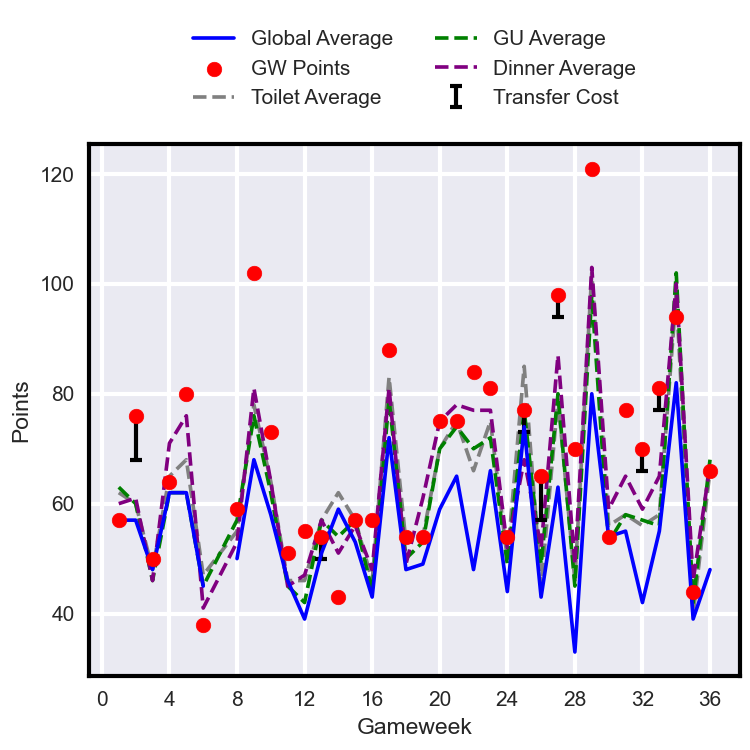 Global Average
GU Average
GW Points
Dinner Average
Toilet Average
Transfer Cost
120
100
80
60
40
Points
0 4 8 12 16 20 24 28 32 36
Gameweek